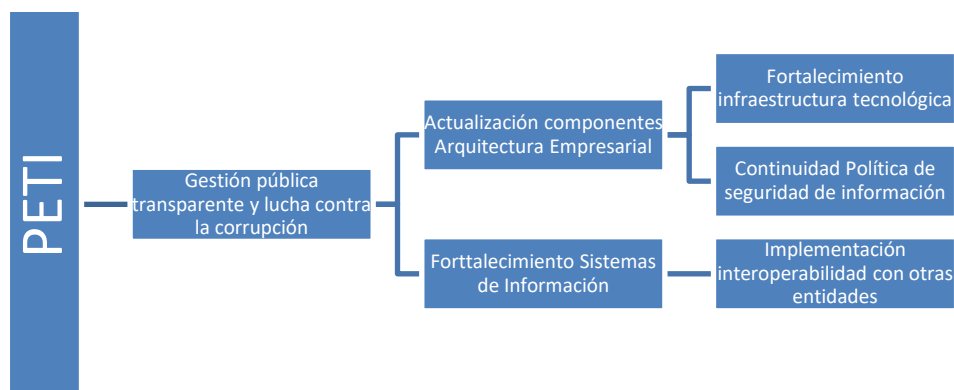 PETI
Gestión pública
transparente y lucha contra
la corrupción
Actualización componentes
Arquitectura Empresarial
Fortalecimiento
infraestructura tecnológica
Continuidad Política de
seguridad de información
Forttalecimiento Sistemas
de Información
Implementación
interoperabilidad con otras
entidades